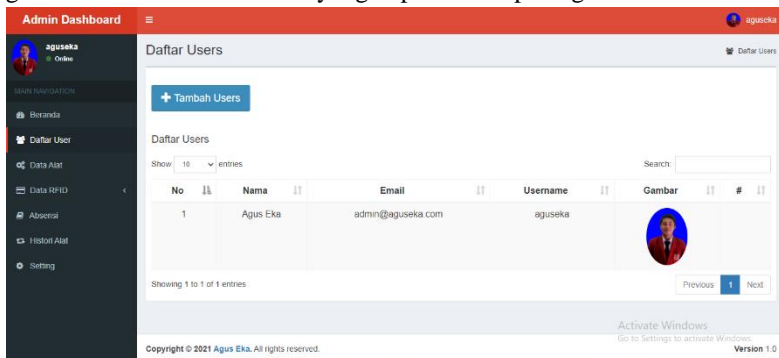 Admin Dashboard
aguseka
aguseka
Online
Daftar Users
Daftar Users
MAIN NAVIGATION
Beranda
Daftar User
Data Alat
Data RFID
Absensi
Histori Alat
Setting
Tambah Users
Daftar Users
Show 10 entries
Search:
No Nama Email Username Gambar #
1 Agus Eka admin@aguseka.com aguseka
Showing 1 to 1 of 1 entries
Previous 1 Next
Activate Windows
Go to Settings to activate Windows.
Copyright © 2021 Agus Eka. All rights reserved.
Version 1.0